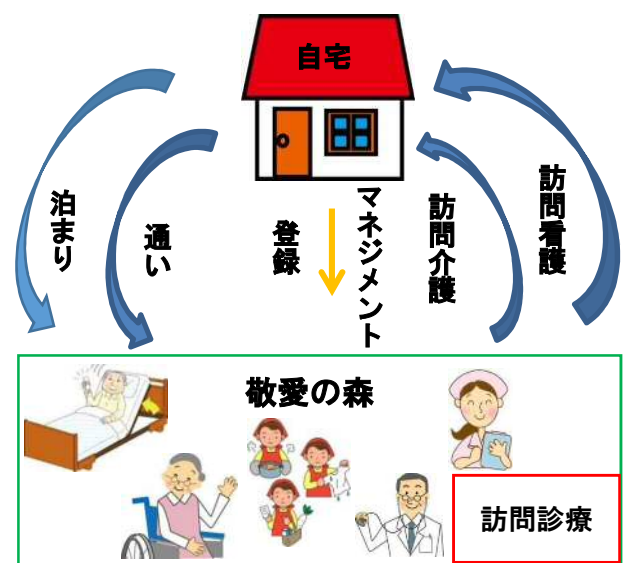 自宅
泊まり
通い
登録
マネジメント
訪問介護
訪問看護
敬愛の森
訪問診療